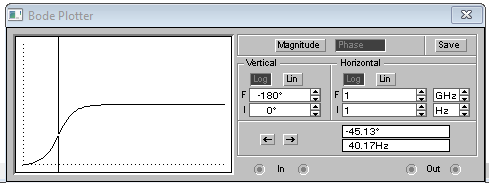 Bode Plotter
Magnitude Phase Save
Vertical Horizontal
Log Lin Log Lin
F -180° F 1 GHz
I 0° I 1 Hz
← → -45.13°
40.17Hz
In Out